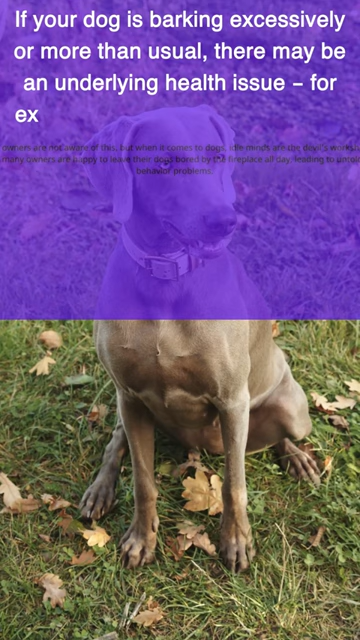 If your dog is barking excessively
or more than usual, there may be
an underlying health issue – for
ex
owners are not aware of this, but when it comes to dogs, idle minds are the devil's
many owners are happy to leave their dogs bored by the fireplace all day, leading to
behavior problems.